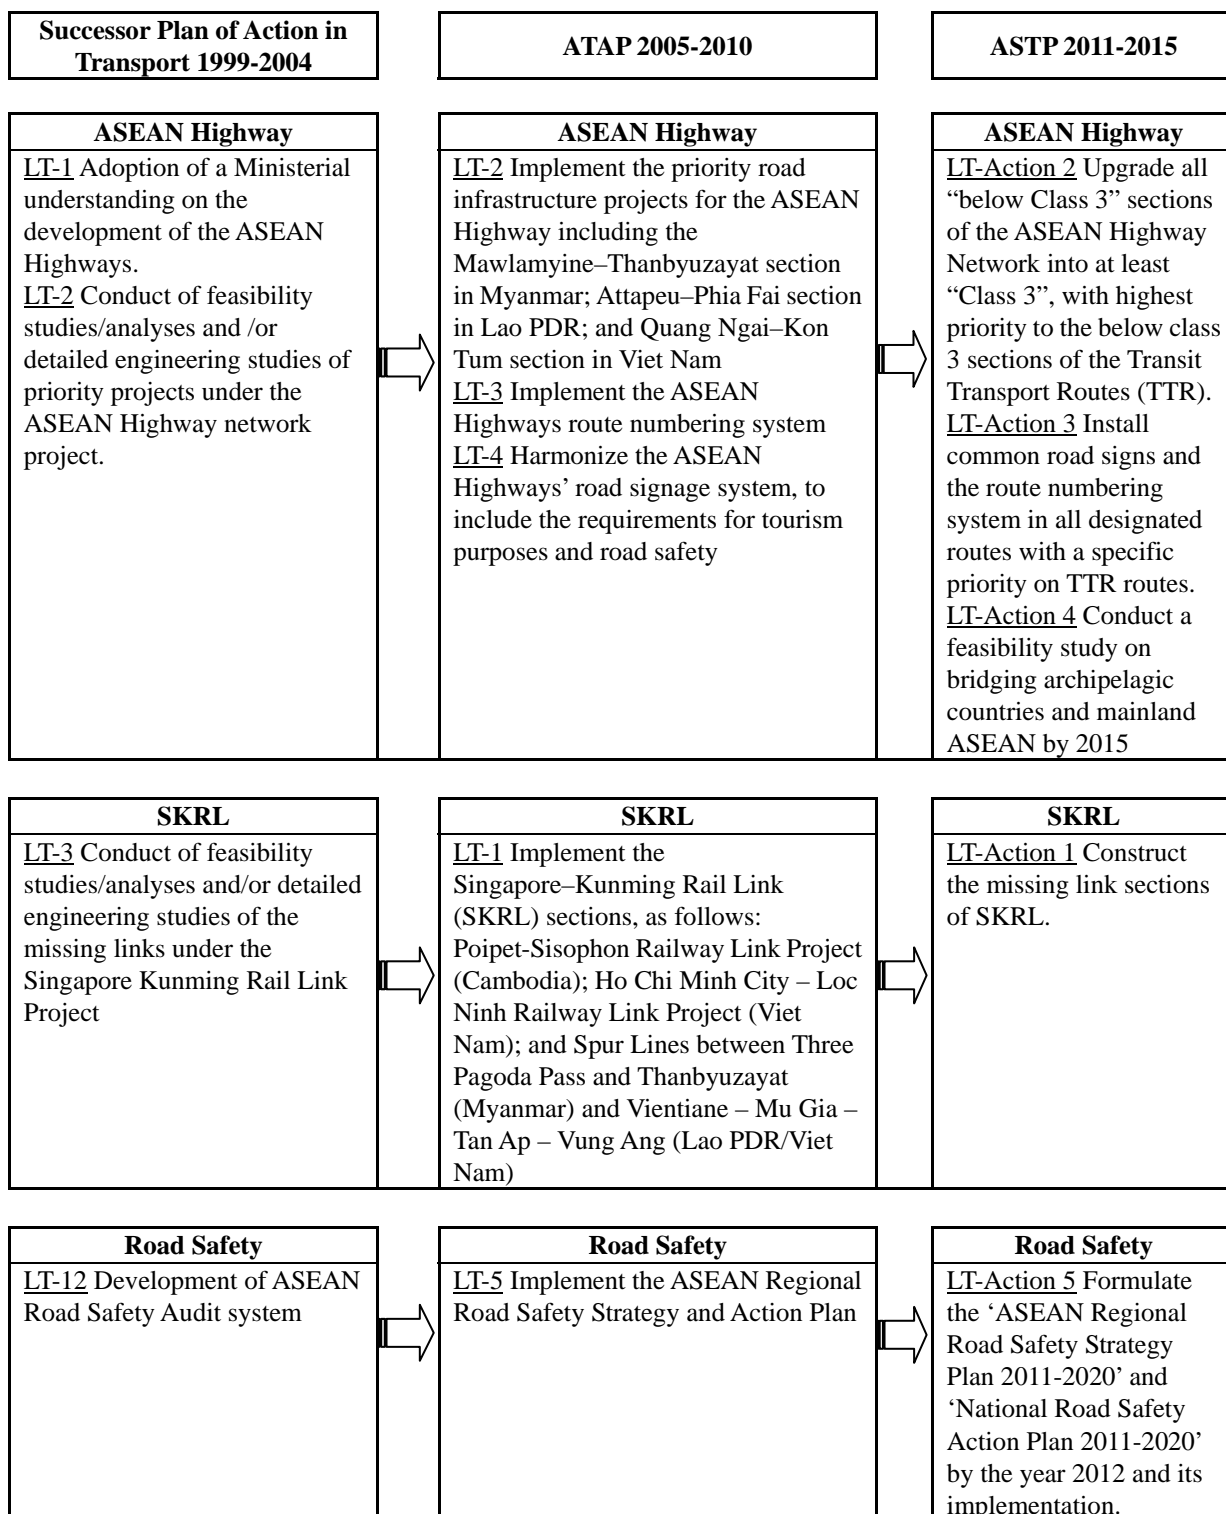 Successor Plan of Action in
Transport 1999-2004
ATAP 2005-2010
ASTP 2011-2015
ASEAN Highway
LT-1 Adoption of a Ministerial
understanding on the
development of the ASEAN
Highways.
LT-2 Conduct of feasibility
studies/analyses and /or
detailed engineering studies of
priority projects under the
ASEAN Highway network
project.
ASEAN Highway
LT-2 Implement the priority road
infrastructure projects for the ASEAN
Highway including the
Mawlamyine–Thanbyuzayat section
in Myanmar; Attapeu–Phia Fai section
in Lao PDR; and Quang Ngai–Kon
Tum section in Viet Nam
LT-3 Implement the ASEAN
Highways route numbering system
LT-4 Harmonize the ASEAN
Highways’ road signage system, to
include the requirements for tourism
purposes and road safety
ASEAN Highway
LT-Action 2 Upgrade all
“below Class 3” sections
of the ASEAN Highway
Network into at least
“Class 3”, with highest
priority to the below class
3 sections of the Transit
Transport Routes (TTR).
LT-Action 3 Install
common road signs and
the route numbering
system in all designated
routes with a specific
priority on TTR routes.
LT-Action 4 Conduct a
feasibility study on
bridging archipelagic
countries and mainland
ASEAN by 2015
SKRL
LT-3 Conduct of feasibility
studies/analyses and/or detailed
engineering studies of the
missing links under the
Singapore Kunming Rail Link
Project
SKRL
LT-1 Implement the
Singapore–Kunming Rail Link
(SKRL) sections, as follows:
Poipet-Sisophon Railway Link Project
(Cambodia); Ho Chi Minh City – Loc
Ninh Railway Link Project (Viet
Nam); and Spur Lines between Three
Pagoda Pass and Thanbyuzayat
(Myanmar) and Vientiane – Mu Gia –
Tan Ap – Vung Ang (Lao PDR/Viet
Nam)
SKRL
LT-Action 1 Construct
the missing link sections
of SKRL.
Road Safety
LT-12 Development of ASEAN
Road Safety Audit system
Road Safety
LT-5 Implement the ASEAN Regional
Road Safety Strategy and Action Plan
Road Safety
LT-Action 5 Formulate
the ‘ASEAN Regional
Road Safety Strategy
Plan 2011-2020’ and
‘National Road Safety
Action Plan 2011-2020’
by the year 2012 and its
implementation.